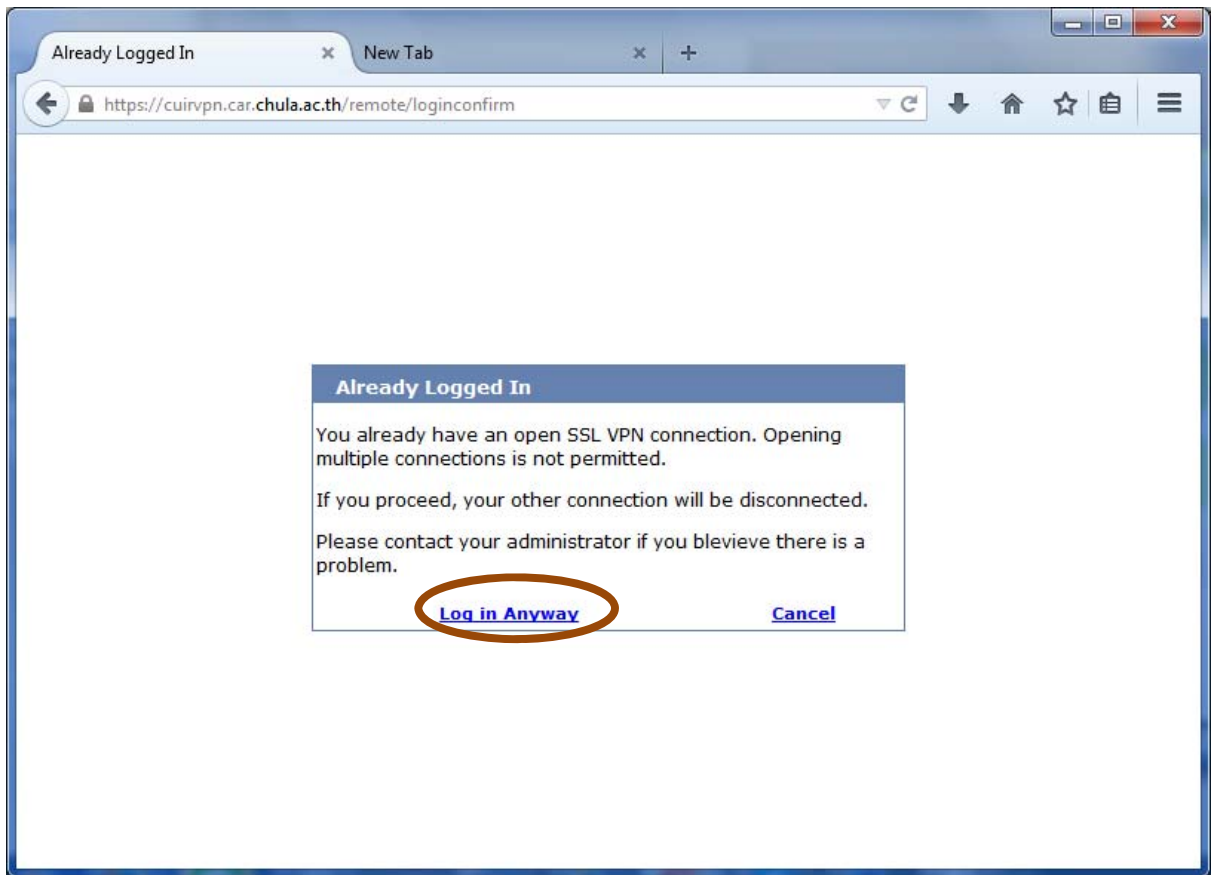 Already Logged In
New Tab
https://cuirvpn.car.chula.ac.th/remote/loginconfirm
Already Logged In
You already have an open SSL VPN connection. Opening
multiple connections is not permitted.
If you proceed, your other connection will be disconnected.
Please contact your administrator if you blevieve there is a
problem.
Log in Anyway Cancel